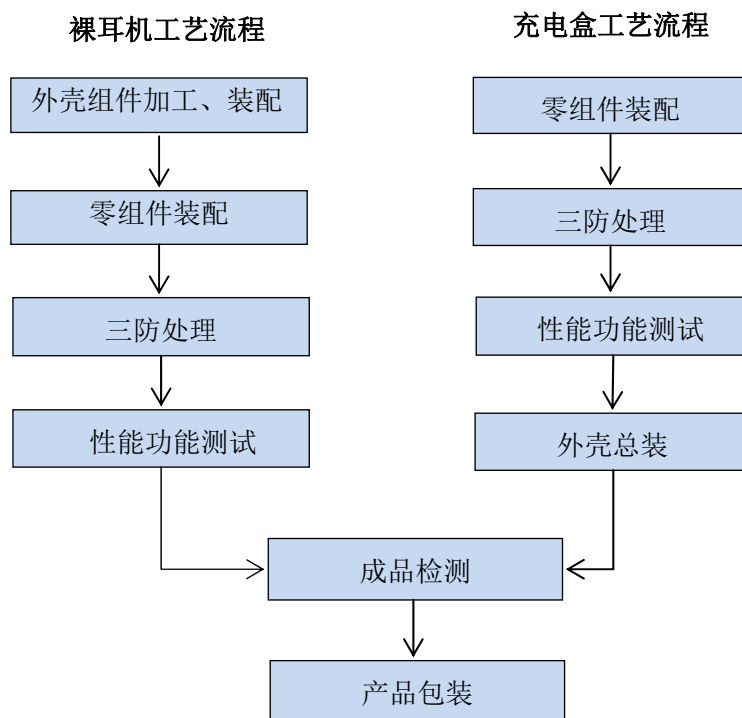 裸耳机工艺流程
外壳组件加工、装配
零组件装配
三防处理
性能功能测试
充电盒工艺流程
零组件装配
三防处理
性能功能测试
外壳总装
成品检测
产品包装